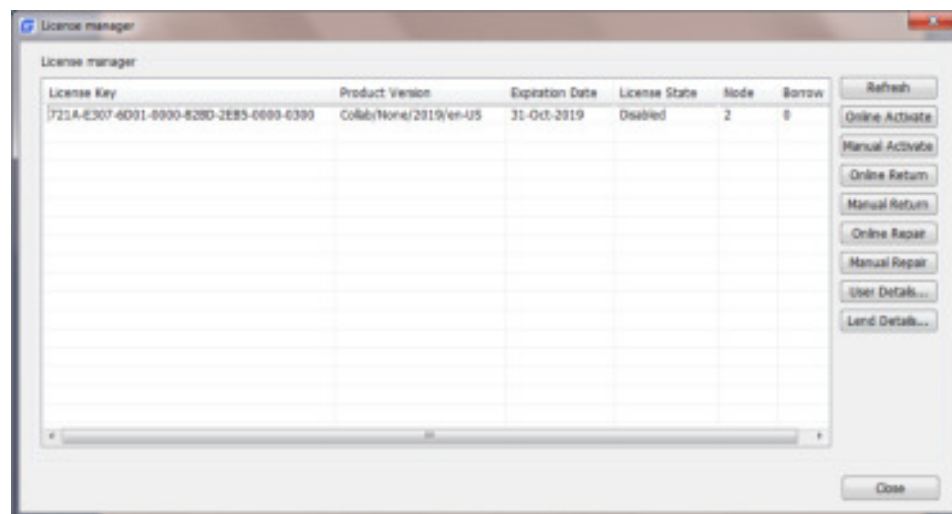 License manager
License manager
License Key Product Version Expiration Date License State Node Borrow
721A-E307-6D01-0000-828D-2EB5-0000-0300 Collab/None/2019/en-US 31-Oct-2019 Disabled 2 0
Refresh
Online Activate
Manual Activate
Online Return
Manual Return
Online Repair
Manual Repair
User Details...
Lend Details...
Close